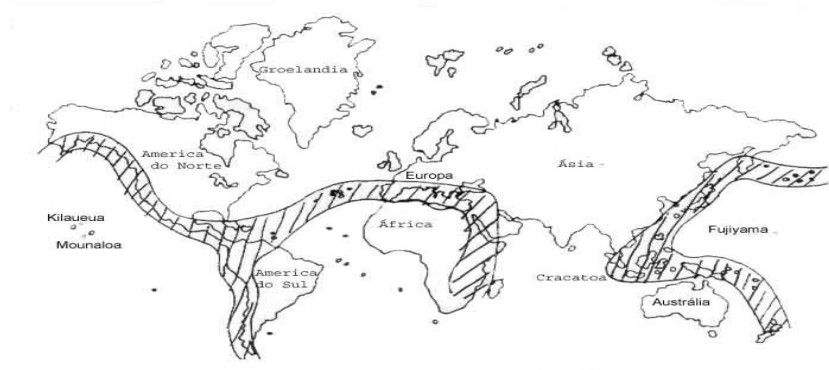 Groelandia
America
do Norte
Ásia
Europa
Kilaueua
Mounaloa
África
Fujiyama
America
do Sul
Cracatoa
Austrália